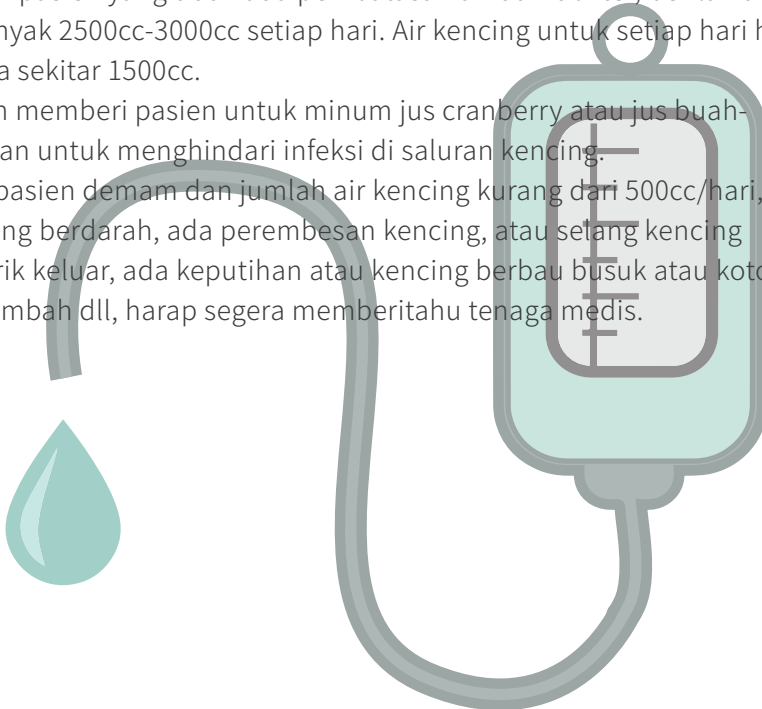 nyak 2500cc-3000cc setiap hari. Air kencing untuk setiap hari
a sekitar 1500cc.
memberi pasien untuk minum jus cranberry atau jus buah-
an untuk menghindari infeksi di saluran kencing.
pasien demam dan jumlah air kencing kurang dari 500cc/hari,
ng berdarah, ada perembesan kencing, atau selang kencing
rik keluar, ada keputihan atau kencing berbau busuk atau koto
mbah dll, harap segera memberitahu tenaga medis.